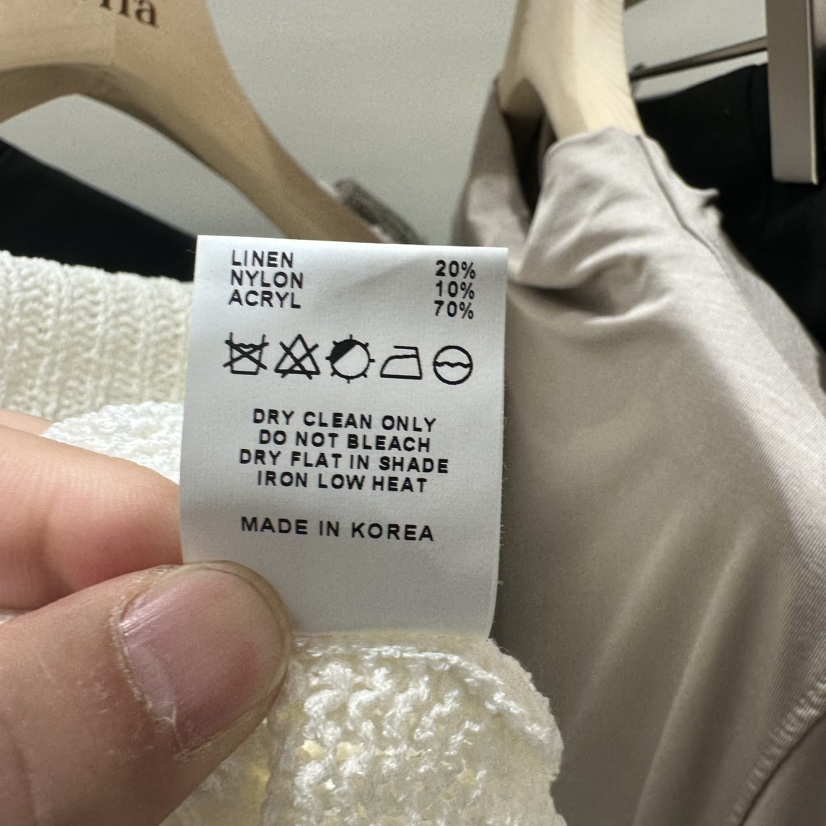 LINEN 20%
NYLON 10%
ACRYL 70%
DRY CLEAN ONLY
DO NOT BLEACH
DRY FLAT IN SHADE
IRON LOW HEAT
MADE IN KOREA